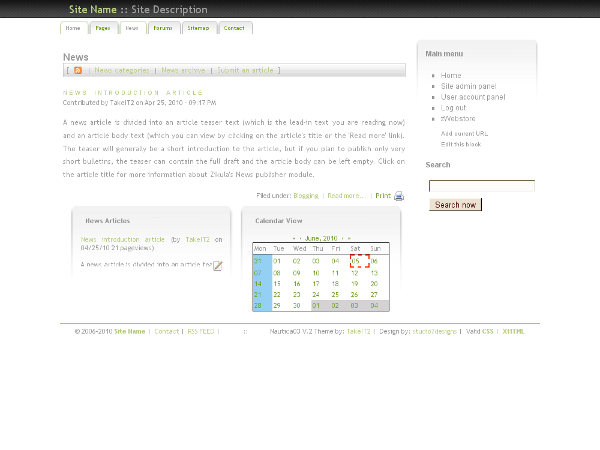 Site Name :: Site Description
Home Pages News Forums Sitemap Contact
News
[ | News categories | News archive | Submit an article ]
NEWS INTRODUCTION ARTICLE
Contributed by TakeIT2 on Apr 25, 2010 - 09:17 PM
A news article is divided into an article teaser text (which is the lead-in text you are reading now)
and an article body text (which you can view by clicking on the article's title or the 'Read more' link).
The teaser will generally be a short introduction to the article, but if you plan to publish only very
short bulletins, the teaser can contain the full draft and the article body can be left empty. Click on
the article title for more information about Zikula's News publisher module.
Filed under: Blogging | Read more... | Print
News Articles
News introduction article (by TakeIT2 on
04/25/10 21 pageviews)
A news article is divided into an article tea
Calendar View
June, 2010
Mon Tue Wed Thu Fri Sat Sun
31 01 02 03 04 05 06
07 08 09 10 11 12 13
14 15 16 17 18 19 20
21 22 23 24 25 26 27
28 29 30 01 02 03 04
Main menu
Home
Site admin panel
User account panel
Log out
zWebstore
Add current URL
Edit this block
Search
Search now
© 2006-2010 Site Name | Contact | RSS FEED | :: Nautica03 V.2 Theme by: TakeIT2 | Design by: studio7designs | Valid CSS | XHTML